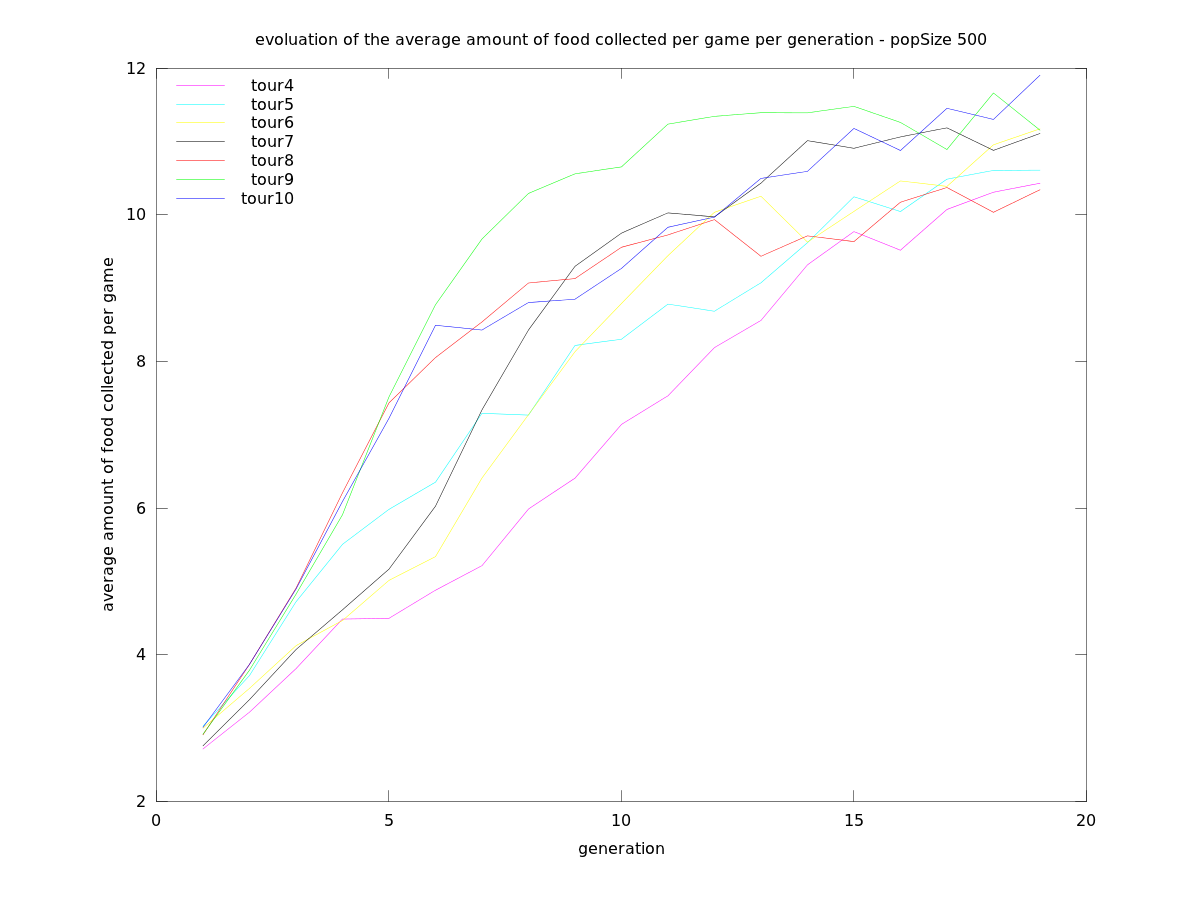 evoluation of the average amount of food collected per game per generation - popSize 500
12
10
8
6
4
2
average amount of food collected per game
tour4
tour5
tour6
tour7
tour8
tour9
tour10
0 5 10 15 20
generation